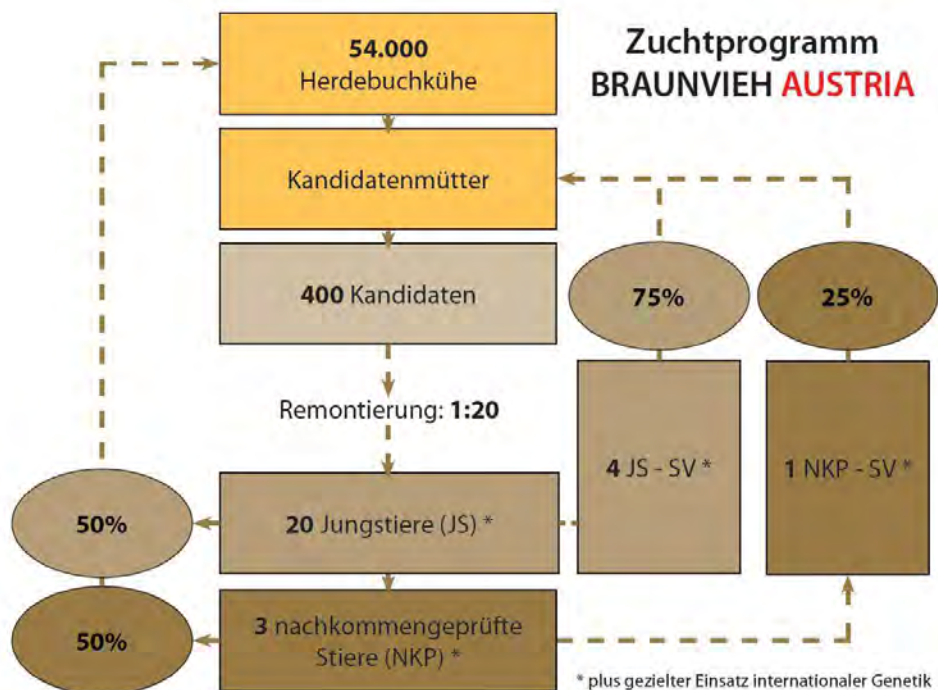 Zuchtprogramm
BRAUNVIEH AUSTRIA
54.000
Herdebuchkühe
Kandidatenmütter
400 Kandidaten
75%
25%
Remontierung: 1:20
4 JS - SV *
1 NKP - SV *
50%
20 Jungstiere (JS) *
50%
3 nachkommengeprüfte
Stiere (NKP) *
* plus gezielter Einsatz internationaler Genetik